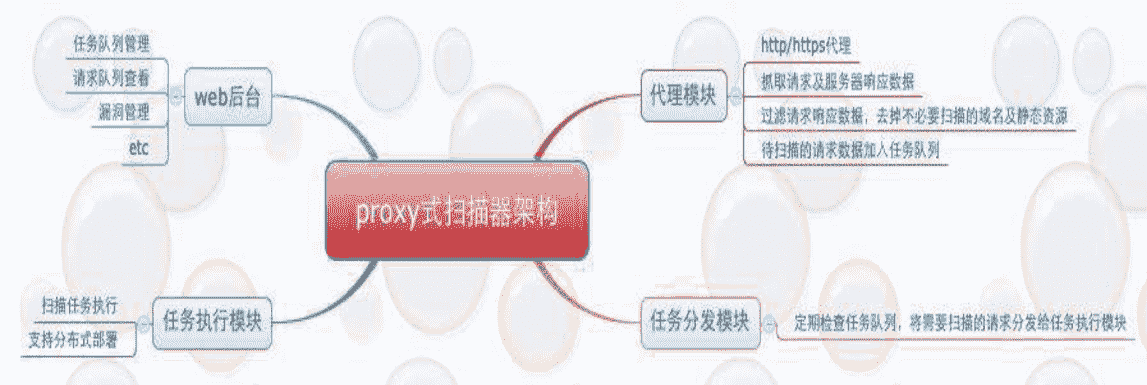 proxy式扫描器架构
web后台
任务队列管理
请求队列查看
漏洞管理
etc
代理模块
http/https代理
抓取请求及服务器响应数据
过滤请求响应数据，去掉不必要扫描的域名及静态资源
待扫描的请求数据加入任务队列
任务执行模块
扫描任务执行
支持分布式部署
任务分发模块
定期检查任务队列，将需要扫描的请求分发给任务执行模块